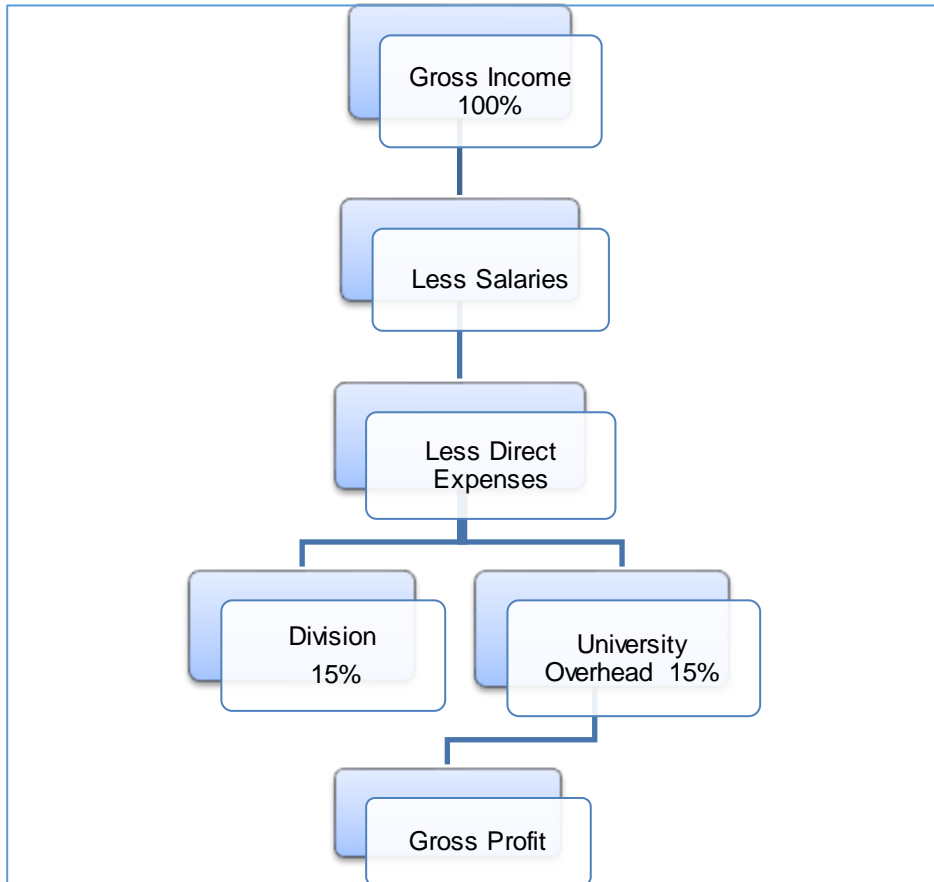 Gross Income
100%
Less Salaries
Less Direct
Expenses
Division
15%
University
Overhead 15%
Gross Profit